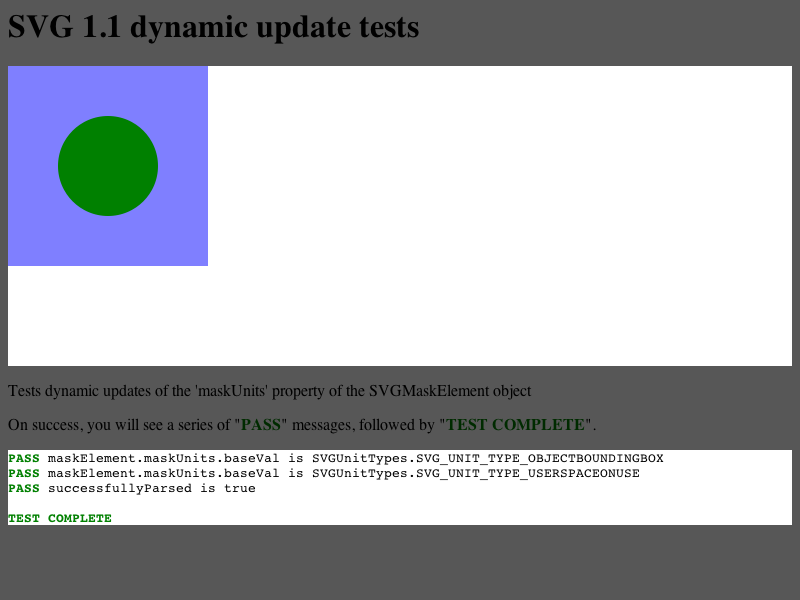 SVG 1.1 dynamic update tests
Tests dynamic updates of the 'maskUnits' property of the SVGMaskElement object
On success, you will see a series of "PASS" messages, followed by "TEST COMPLETE".
PASS maskElement.maskUnits.baseVal is SVGUnitTypes.SVG_UNIT_TYPE_OBJECTBOUNDINGBOX
PASS maskElement.maskUnits.baseVal is SVGUnitTypes.SVG_UNIT_TYPE_USERSPACEONUSE
PASS successfullyParsed is true
TEST COMPLETE